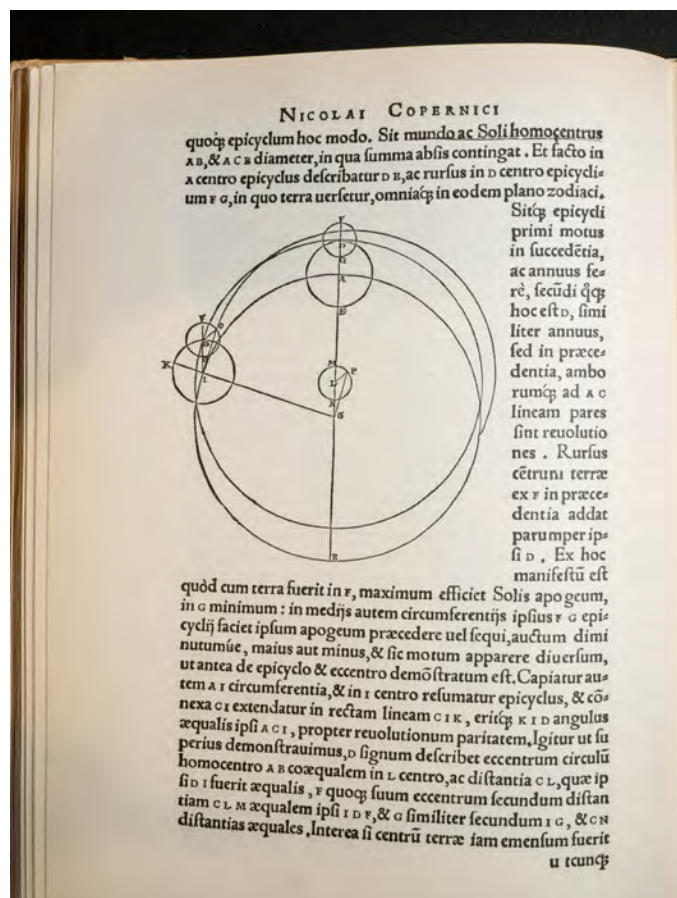 NICOLAI COPERNICI
quoq; epicyclum hoc modo. Sit mundo ac Soli homocentrus
AB, & ACB diameter, in qua summa absis contingat. Et facto in
A centro epicyclus describatur DE, ac rursus in D centro epicycli⸗
um FG, in quo terra uersetur, omniaq́; in eodem plano zodiaci.
Sitq́; epicycli
primi motus
in succedētia,
ac annuus fe⸗
rè, secūdi q̊q;
hoc est D, simi
liter annuus,
sed in præce⸗
dentia, ambo
rumq́; ad AC
lineam pares
sint reuolutio
nes. Rursus
cētrum terræ
ex F in præce⸗
dentia addat
parumper ip⸗
si D. Ex hoc
manifestū est
quòd cum terra fuerit in F, maximum efficiet Solis apogeum,
in G minimum: in medijs autem circumferentijs ipsius FG epi⸗
cyclij faciet ipsum apogeum præcedere uel sequi, auctum dimi
nutumúe, maius aut minus, & sic motum apparere diuersum,
ut antea de epicyclo & eccentro demōstratum est. Capiatur au⸗
tem AI circumferentia, & in I centro resumatur epicyclus, & cō⸗
nexa CI extendatur in rectam lineam CIK, eritq́; KID angulus
æqualis ipsi ACI, propter reuolutionum paritatem. Igitur ut su
perius demonstrauimus, D signum describet eccentrum circulū
homocentro AB coæqualem in L centro, ac distantia CL, quæ ip
si DI fuerit æqualis, F quoq; suum eccentrum secundum distan
tiam CLM æqualem ipsi IDF, & G similiter secundum IG, & CN
distantias æquales. Interea si centrū terræ iam emensum fuerit
utcunq;
F
D
G
A
E
F
K
I
M
L
P
B